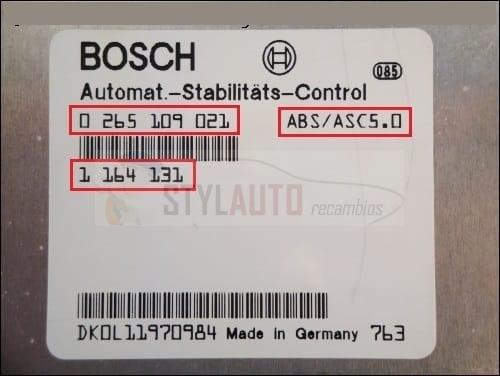 BOSCH
085
Automat.-Stabilitäts-Control
0 265 109 021 ABS/ASC5.0
1 164 131
STYLAUTO
recambios
DK0L11970984 Made in Germany 763